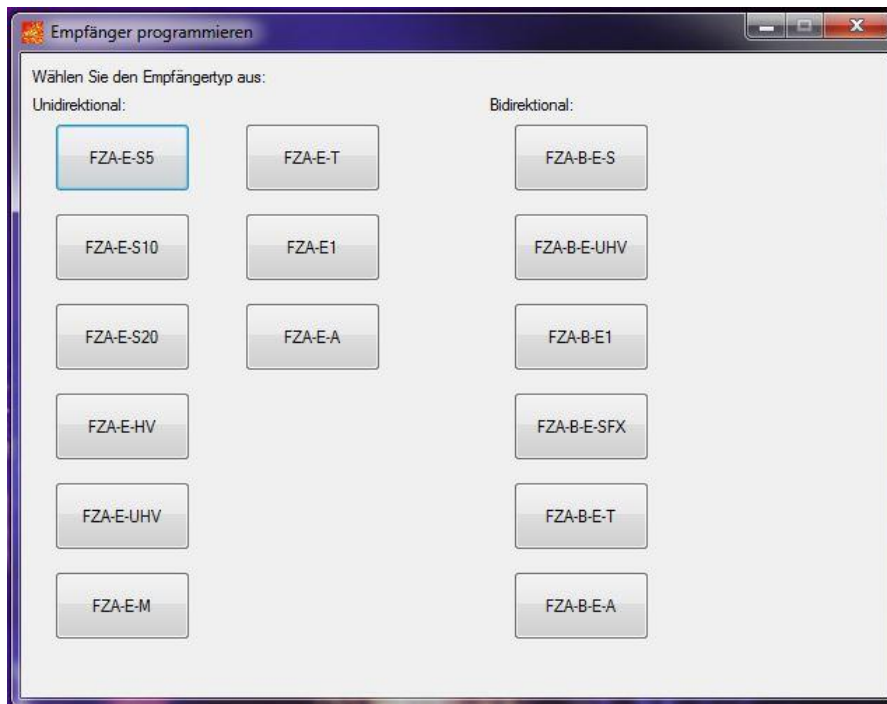 Empfänger programmieren
Wählen Sie den Empfängertyp aus:
Unidirektional:
Bidirektional:
FZA-E-S5
FZA-E-T
FZA-B-E-S
FZA-E-S10
FZA-E1
FZA-B-E-UHV
FZA-E-S20
FZA-E-A
FZA-B-E1
FZA-E-HV
FZA-B-E-SFX
FZA-E-UHV
FZA-B-E-T
FZA-E-M
FZA-B-E-A